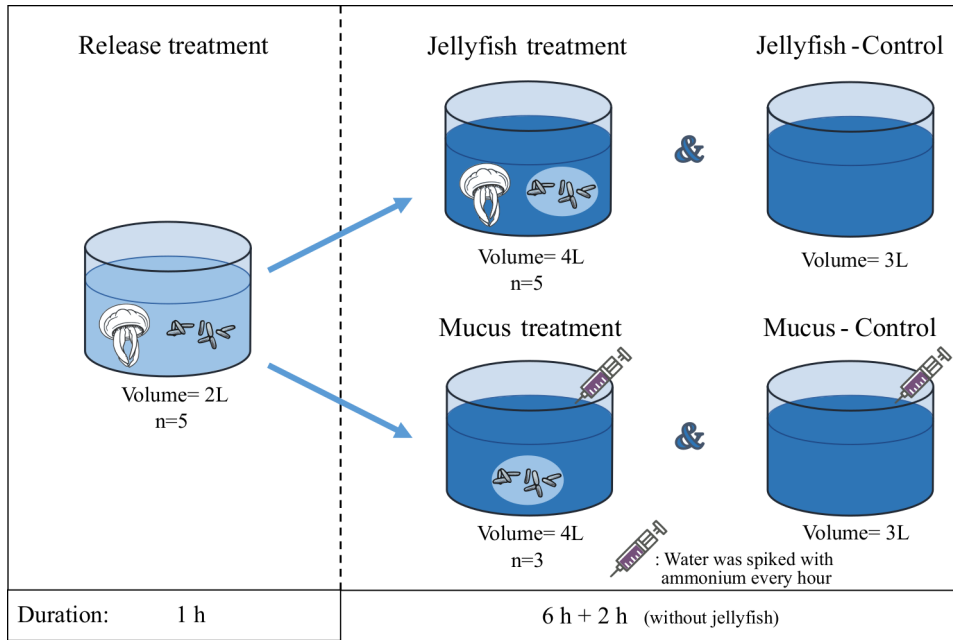 Release treatment
Volume= 2L
n=5
Jellyfish treatment
Volume= 4L
n=5
&
Jellyfish - Control
Volume= 3L
Mucus treatment
Volume= 4L
n=3
&
Mucus - Control
Volume= 3L
: Water was spiked with
ammonium every hour
Duration: 1 h
6 h + 2 h (without jellyfish)